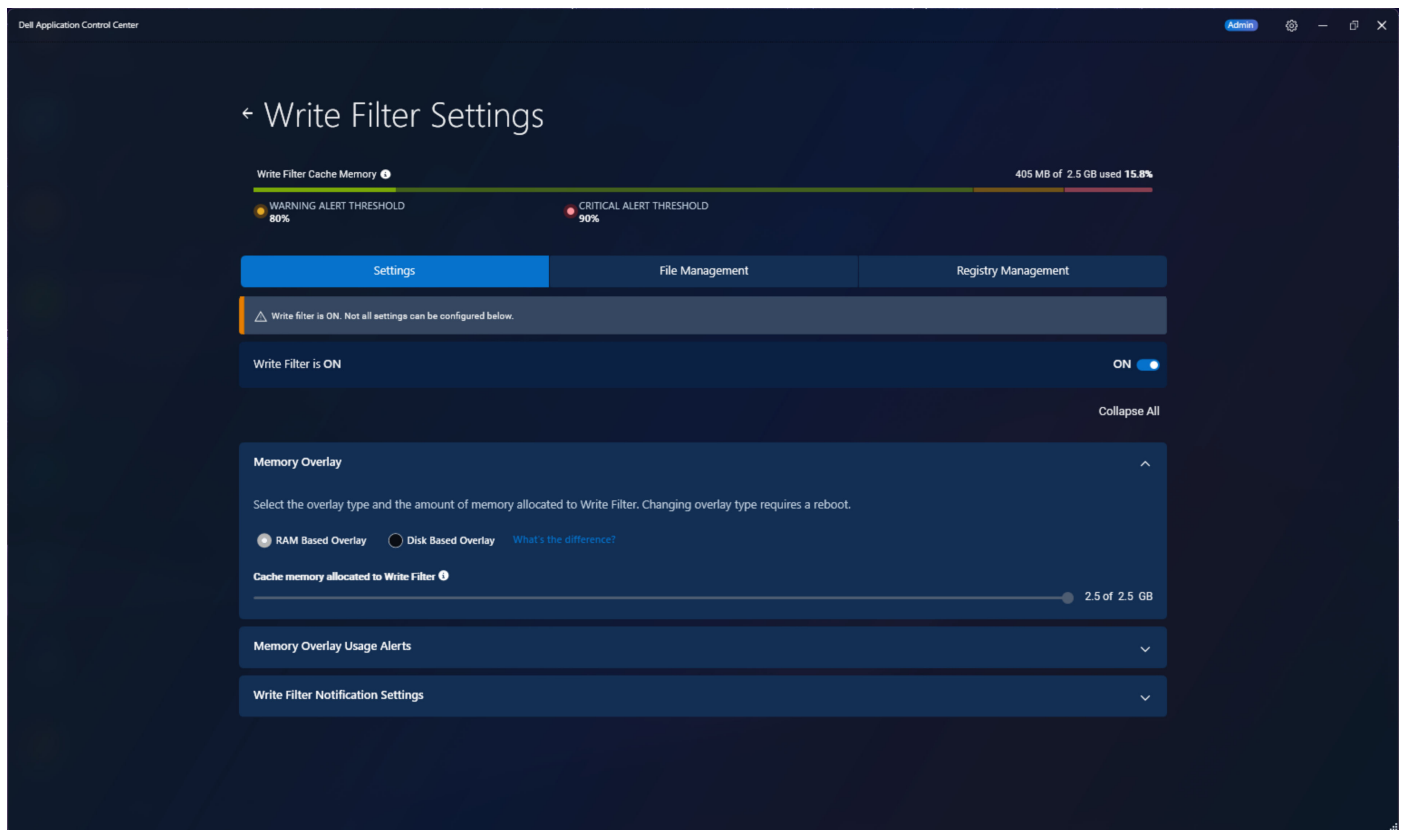 Dell Application Control Center
Admin
Write Filter Settings
Write Filter Cache Memory
405 MB of 2.5 GB used 15.8%
WARNING ALERT THRESHOLD
80%
CRITICAL ALERT THRESHOLD
90%
Settings
File Management
Registry Management
Write filter is ON. Not all settings can be configured below.
Write Filter is ON
ON
Collapse All
Memory Overlay
Select the overlay type and the amount of memory allocated to Write Filter. Changing overlay type requires a reboot.
RAM Based Overlay
Disk Based Overlay
What's the difference?
Cache memory allocated to Write Filter
2.5 of 2.5 GB
Memory Overlay Usage Alerts
Write Filter Notification Settings